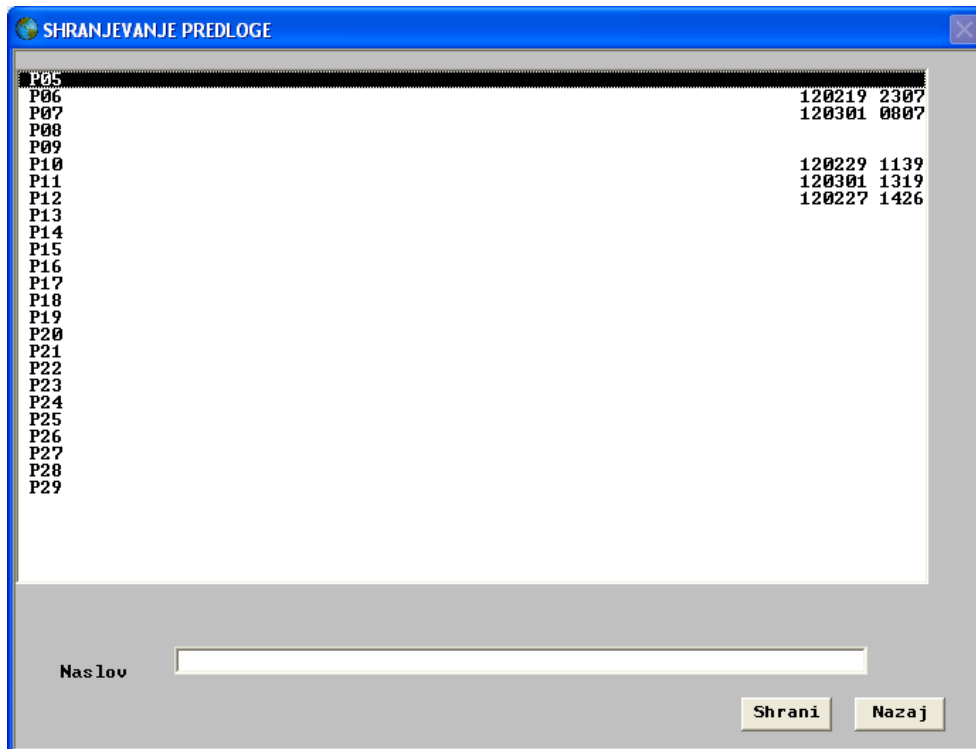 SHRANJEVANJE PREDLOGE
P05
P06 120219 2307
P07 120301 0807
P08
P09
P10 120229 1139
P11 120301 1319
P12 120227 1426
P13
P14
P15
P16
P17
P18
P19
P20
P21
P22
P23
P24
P25
P26
P27
P28
P29
Naslov
Shrani Nazaj